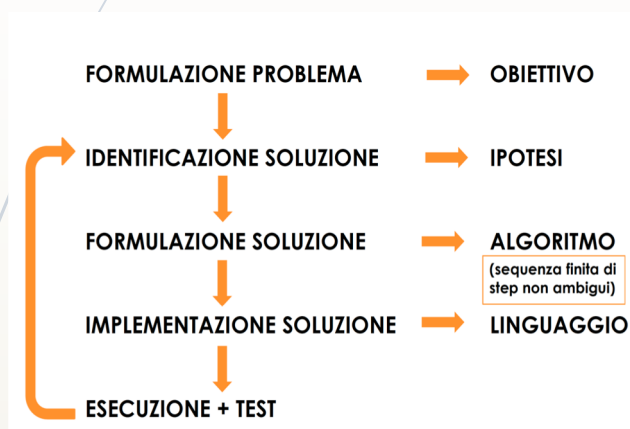 FORMULAZIONE PROBLEMA
OBIETTIVO
IDENTIFICAZIONE SOLUZIONE
IPOTESI
FORMULAZIONE SOLUZIONE
ALGORITMO
(sequenza finita di
step non ambigui)
IMPLEMENTAZIONE SOLUZIONE
LINGUAGGIO
ESECUZIONE + TEST